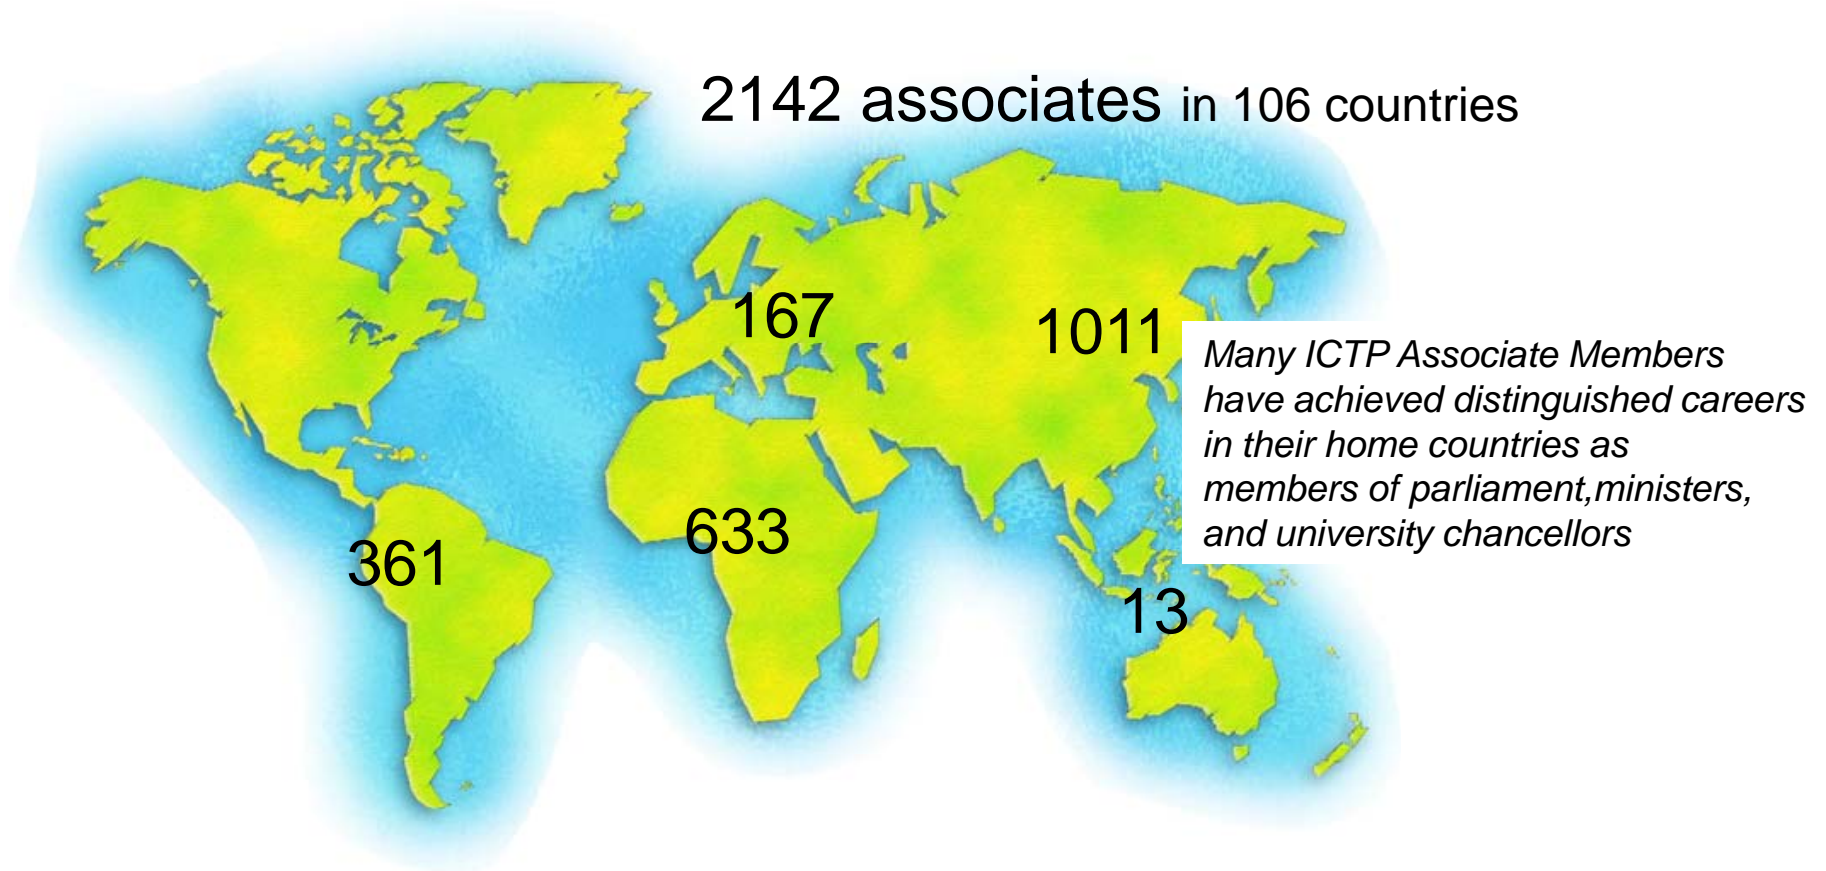 2142 associates in 106 countries
167
1011
Many ICTP Associate Members
have achieved distinguished careers
in their home countries as
members of parliament,ministers,
and university chancellors
633
361
13